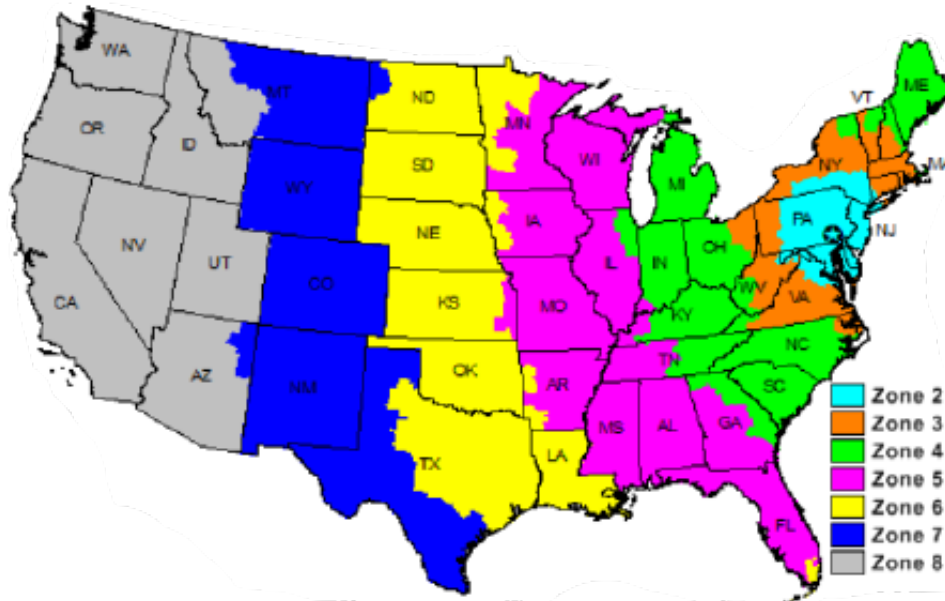 WA
OR
ID
MT
ND
MN
WI
MI
VT
ME
NY
MA
SD
WY
NE
IA
PA
NJ
NV
UT
CO
KS
MO
IL
IN
OH
WV
VA
CA
AZ
NM
OK
AR
KY
TN
NC
SC
TX
LA
MS
AL
GA
FL
Zone 2
Zone 3
Zone 4
Zone 5
Zone 6
Zone 7
Zone 8